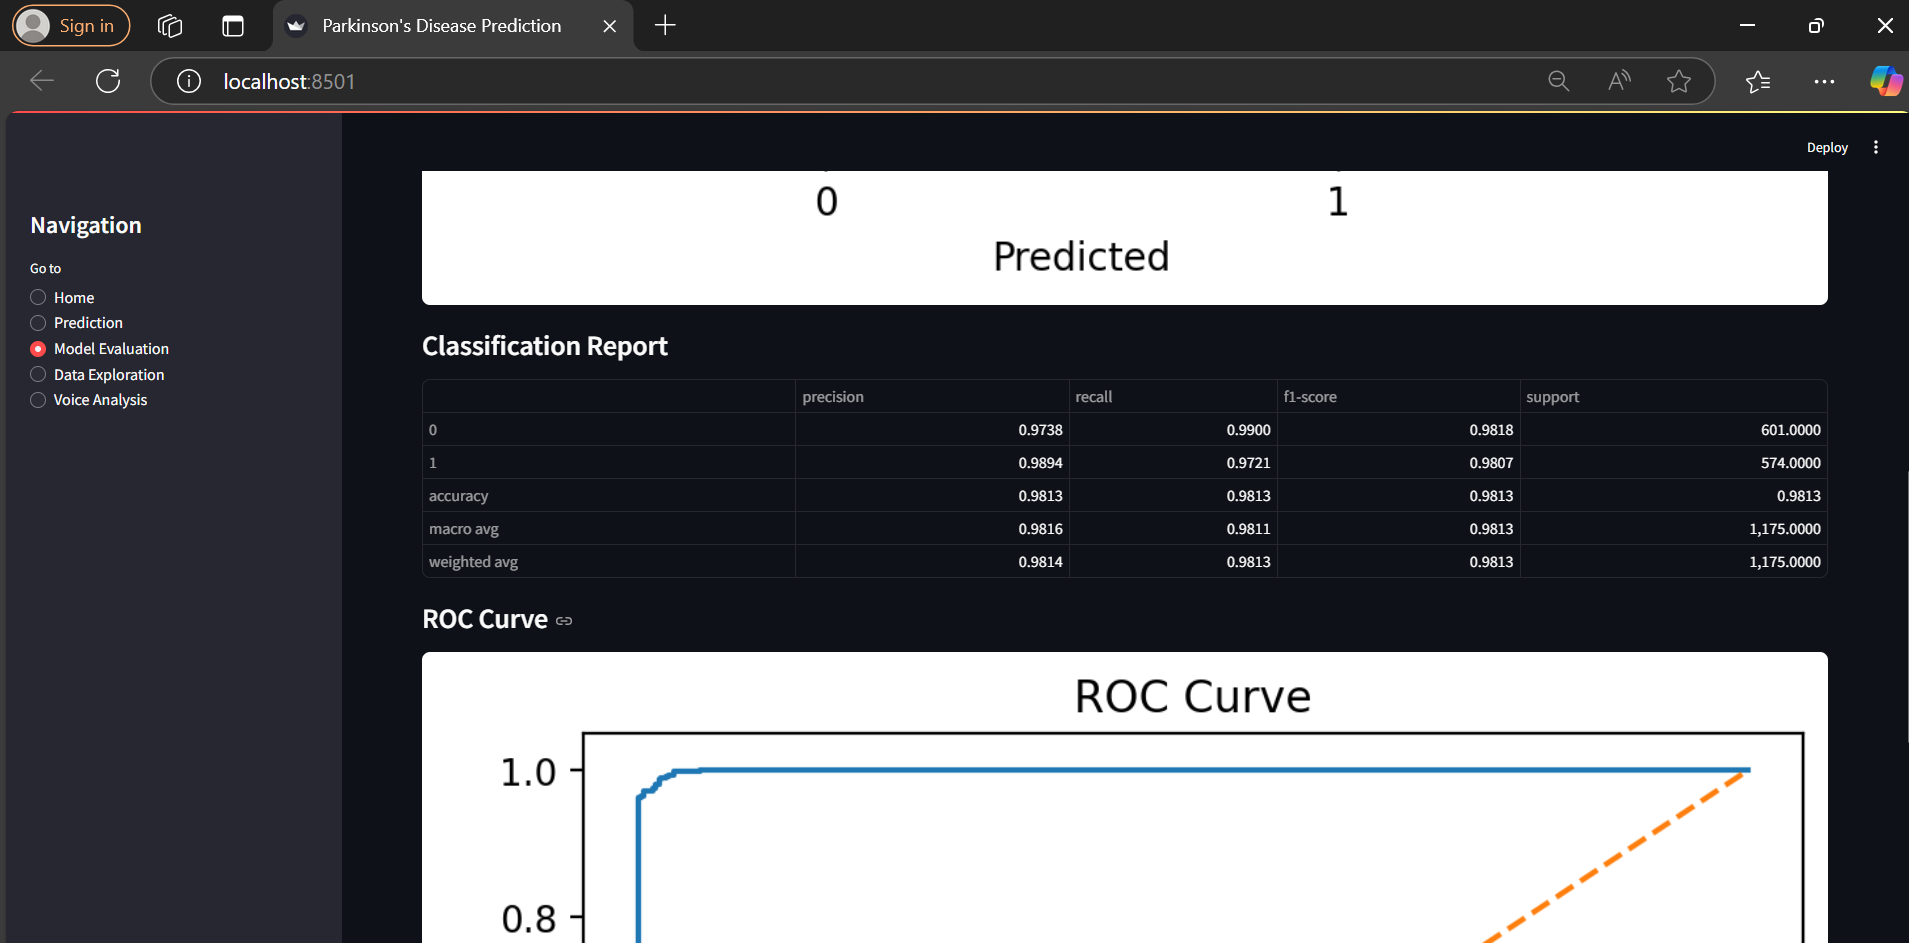 Sign in
Parkinson's Disease Prediction
localhost:8501
Deploy
Navigation
Go to
Home
Prediction
Model Evaluation
Data Exploration
Voice Analysis
0 1
Predicted
Classification Report
precision recall f1-score support
0 0.9738 0.9900 0.9818 601.0000
1 0.9894 0.9721 0.9807 574.0000
accuracy 0.9813 0.9813 0.9813 0.9813
macro avg 0.9816 0.9811 0.9813 1,175.0000
weighted avg 0.9814 0.9813 0.9813 1,175.0000
ROC Curve
ROC Curve
1.0
0.8